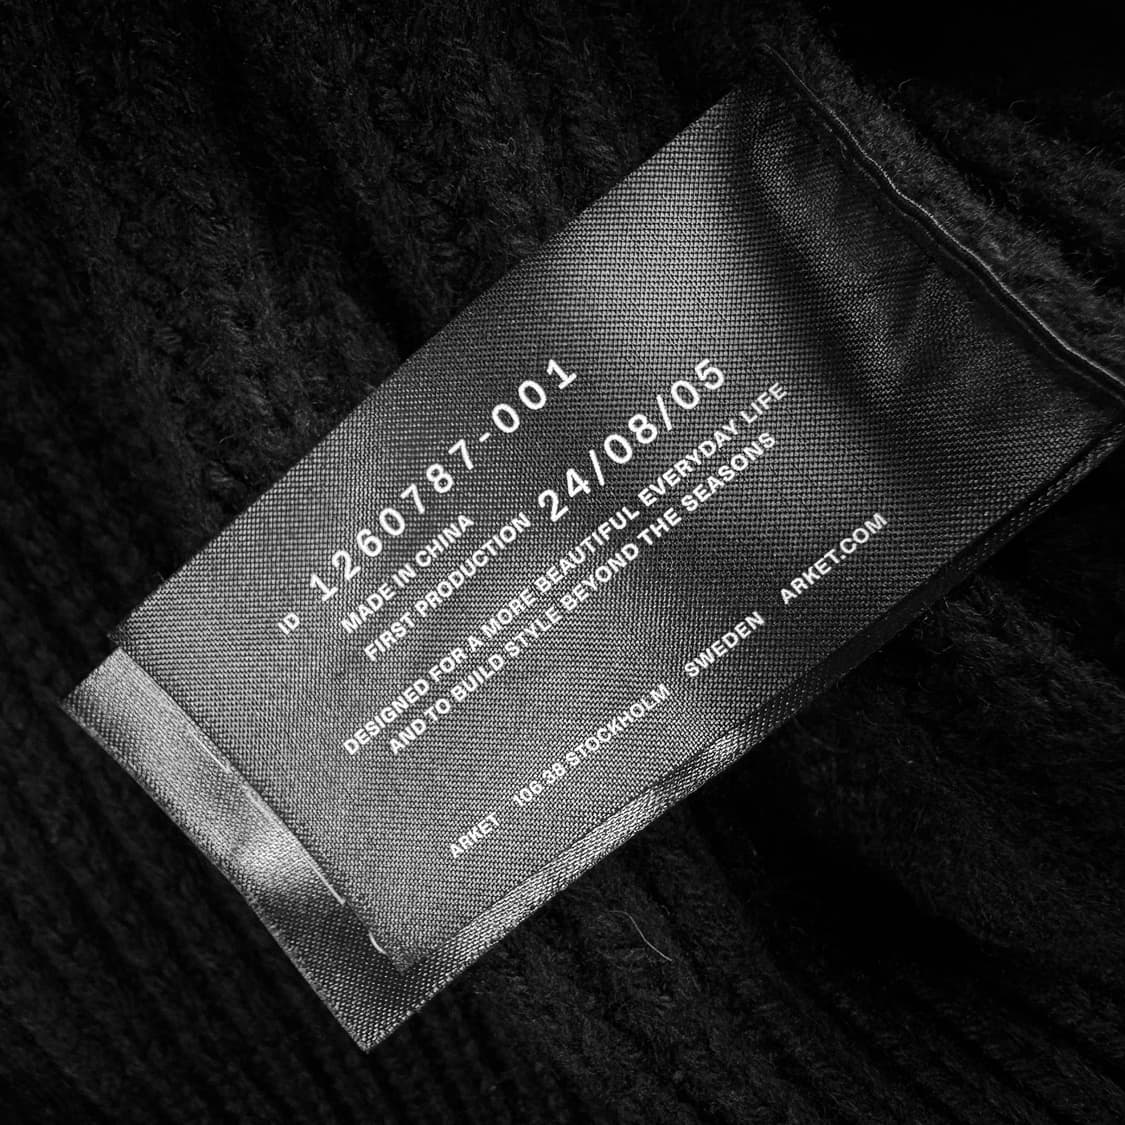 ID 1260787-001
MADE IN CHINA
FIRST PRODUCTION 24/08/05
DESIGNED FOR A MORE BEAUTIFUL EVERYDAY LIFE
AND TO BUILD STYLE BEYOND THE SEASONS
ARKET 106 38 STOCKHOLM SWEDEN ARKET.COM